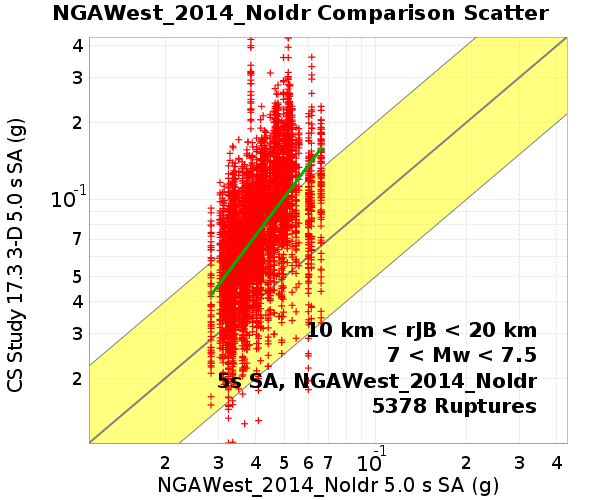 NGAWest_2014_NoIdr Comparison Scatter
4
3
2
10-1
7
6
5
4
3
2
CS Study 17.3 3-D 5.0 s SA (g)
10 km < rJB < 20 km
7 < Mw < 7.5
5s SA, NGAWest_2014_NoIdr
5378 Ruptures
2 3 4 5 6 7 10-1 2 3 4
NGAWest_2014_NoIdr 5.0 s SA (g)